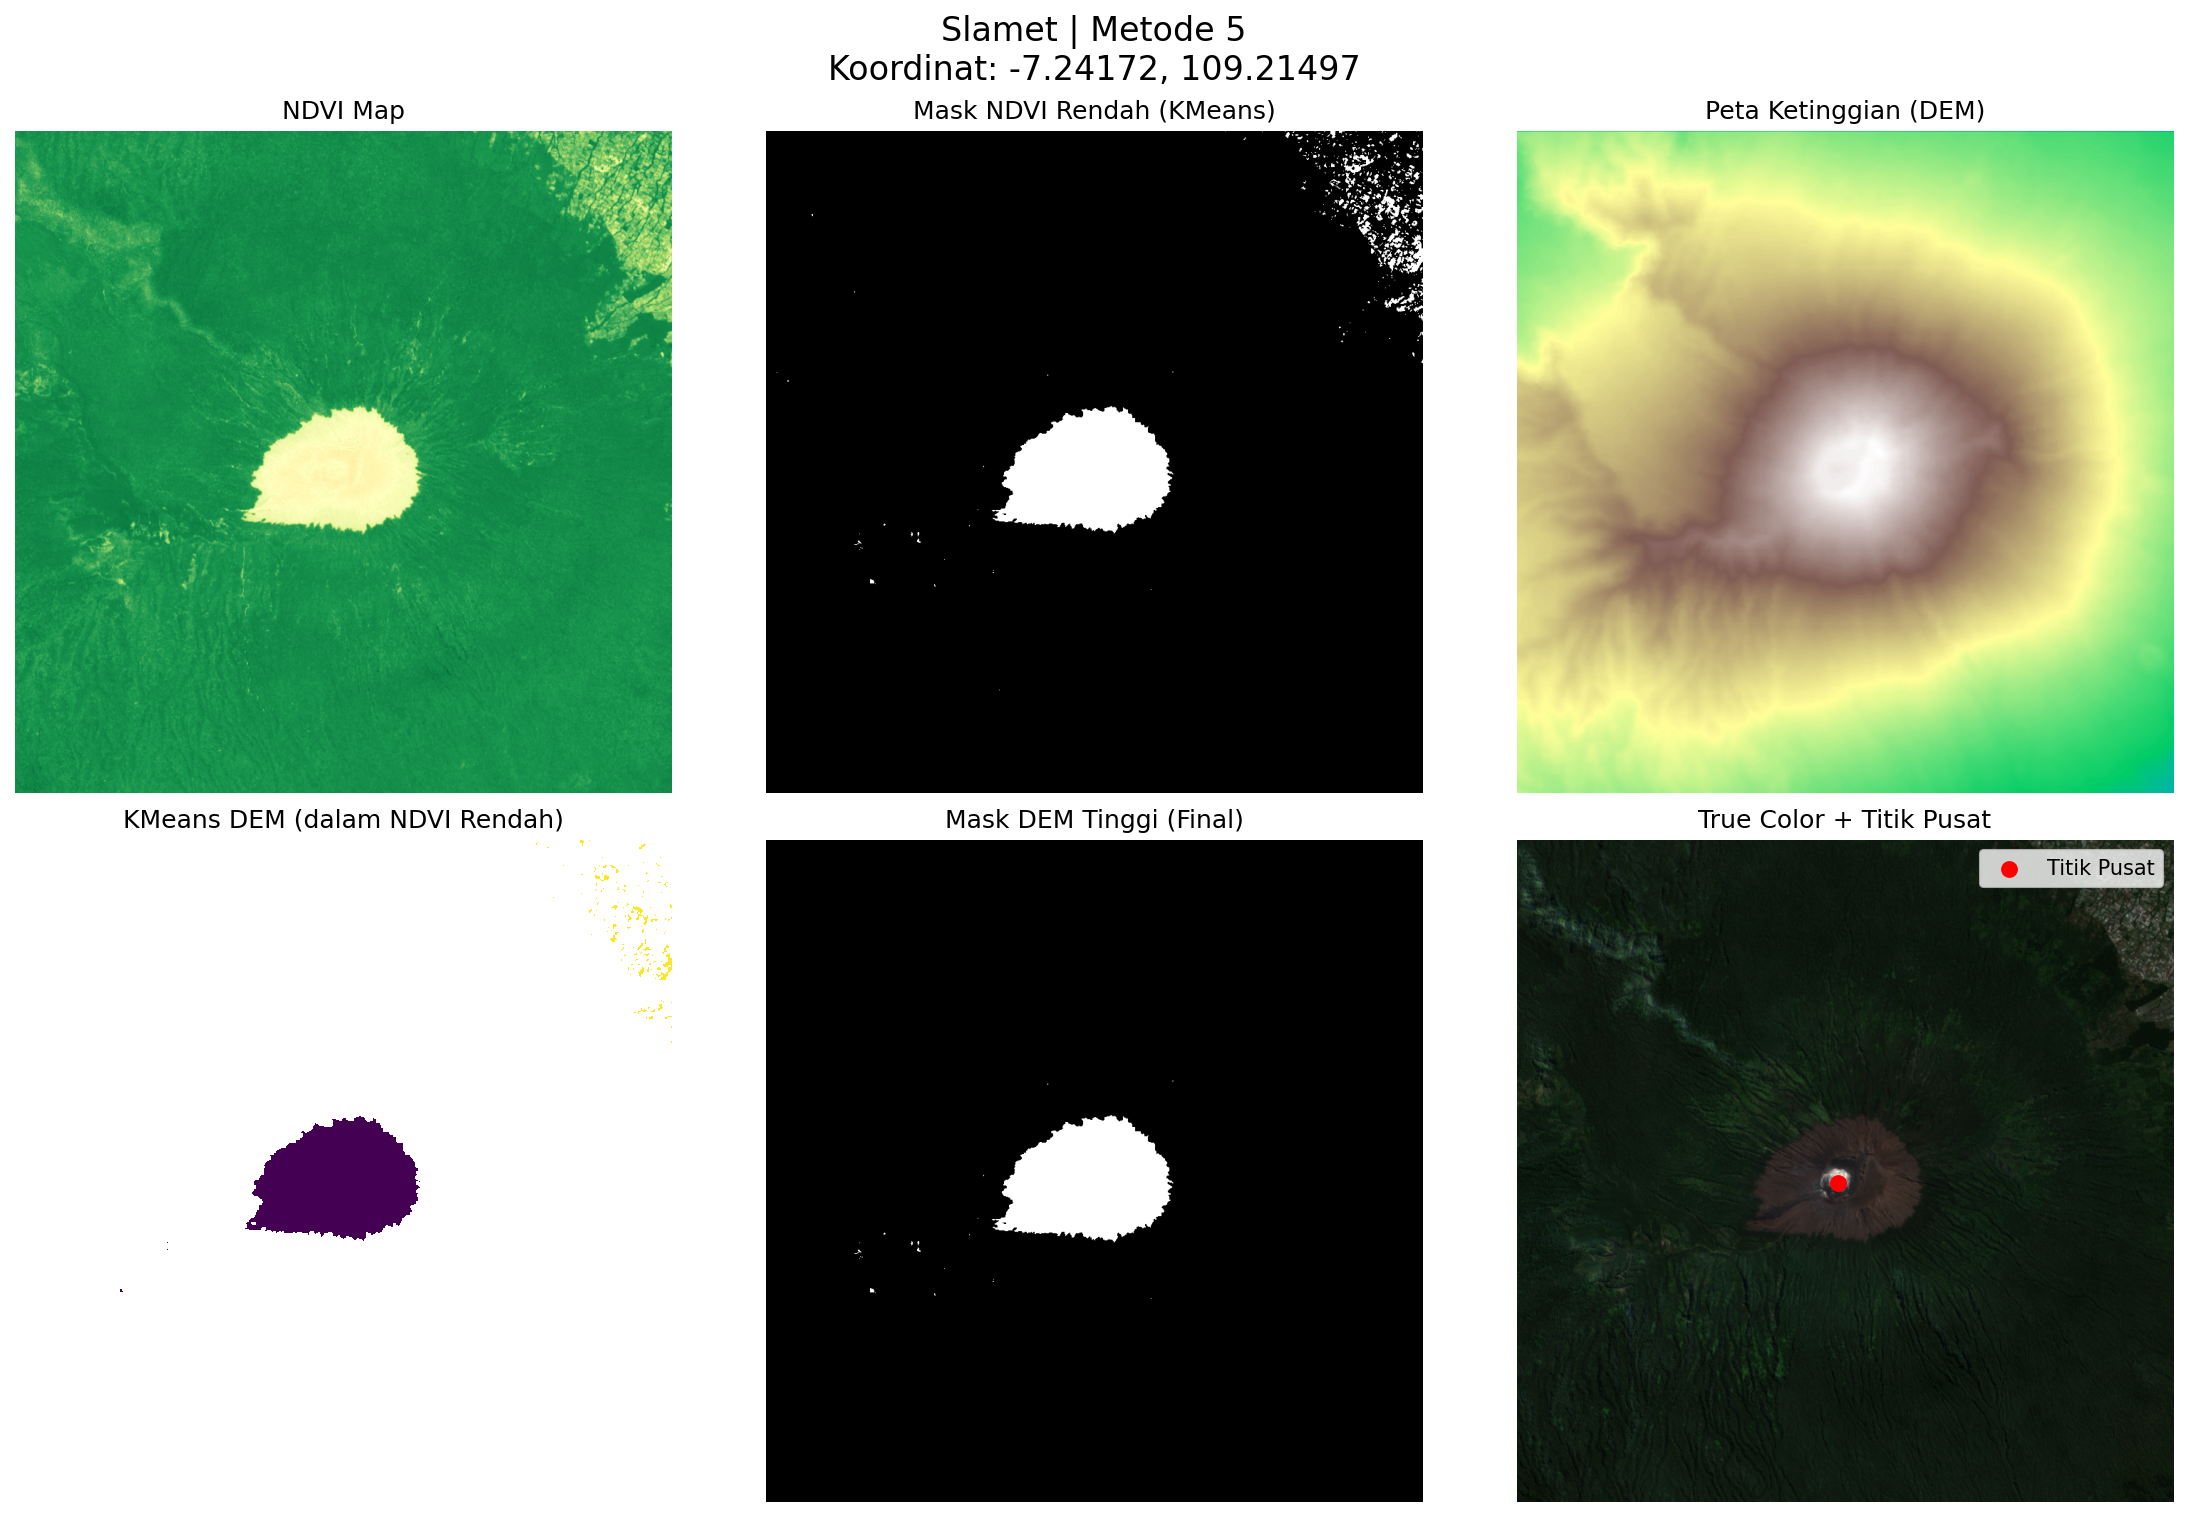 Slamet | Metode 5
Koordinat: -7.24172, 109.21497
NDVI Map
Mask NDVI Rendah (KMeans)
Peta Ketinggian (DEM)
KMeans DEM (dalam NDVI Rendah)
Mask DEM Tinggi (Final)
True Color + Titik Pusat
Titik Pusat